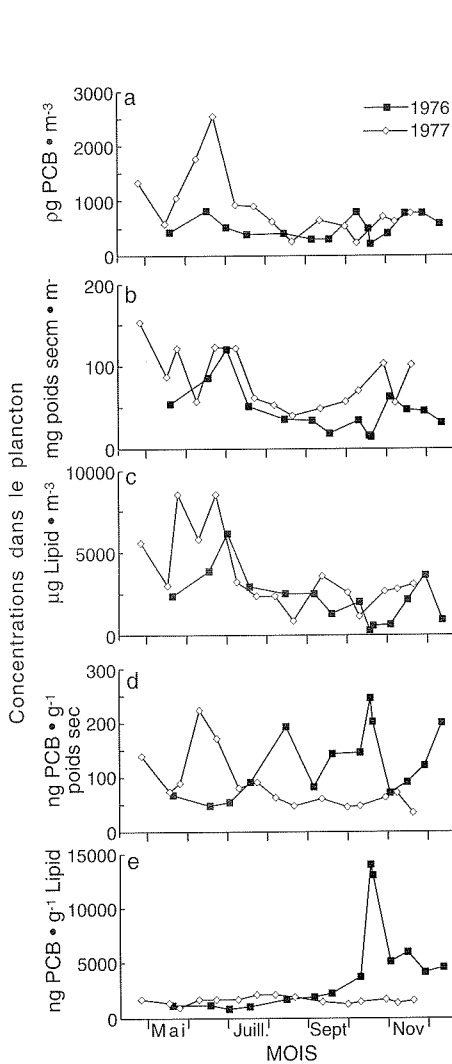 Concentrations dans le plancton
a
3000
2000
1000
0
ρg PCB • m-3
1976
1977
b
200
100
0
mg poids secm • m-
c
10000
5000
0
µg Lipid • m-3
d
300
200
100
0
ng PCB • g-1
poids sec
e
15000
10000
5000
0
ng PCB • g-1 Lipid
Mai Juill. Sept Nov
MOIS